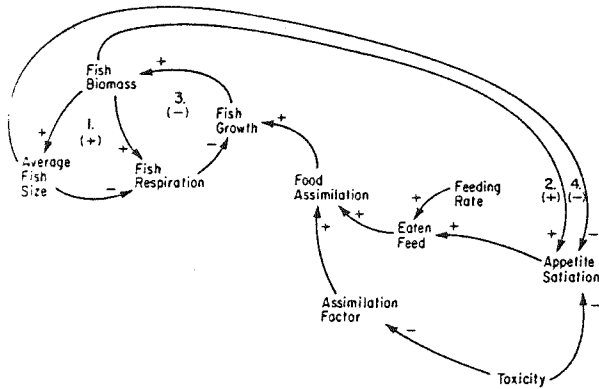 +
Fish
Biomass
3.
(-)
+
1.
(+)
+
-
Fish
Growth
+
+
Average
Fish
Size
-
Fish
Respiration
Food
Assimilation
+
Feeding
Rate
+
+
Eaten
Feed
+
2.
(+)
4.
(-)
+
-
Appetite
Satiation
Assimilation
Factor
-
-
Toxicity